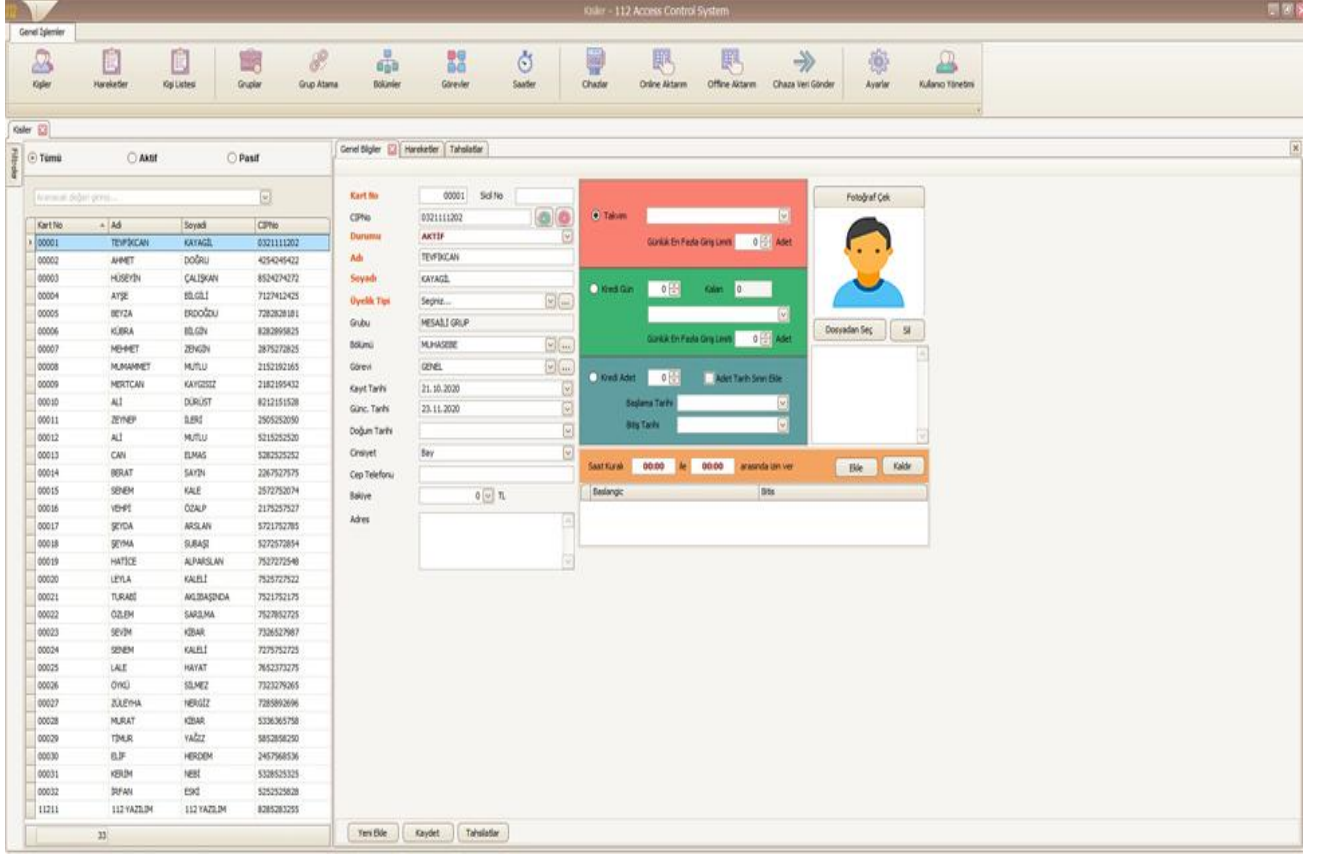 Kisiler - 112 Access Control System
Genel İşlemler
Kişiler Hareketler Kişi Listesi Gruplar Grup Atama Bölümler Görevler Saatler Cihazlar Online Aktarım Offline Aktarım Cihaza Veri Gönder Ayarlar Kullanıcı Yönetimi
Kisiler
Filtreler
Tümü Aktif Pasif
Aranacak değeri giriniz...
Kart No Adi Soyadi CIPNo
00001 TEVFİKCAN KAYAGİL 0321111202
00002 AHMET DOĞRU 4254245422
00003 HÜSEYİN ÇALIŞKAN 8524274272
00004 AYŞE BİLGİLİ 7127412425
00005 BEYZA ERDOĞDU 7282828181
00006 KÜBRA BİLGİN 8282895825
00007 MEHMET ZENGİN 2875272825
00008 MUMAMMET MUTLU 2152192165
00009 MERTCAN KAYGISIZ 2182195432
00010 ALİ DÜRÜST 8212151528
00011 ZEYNEP İLERİ 2505252050
00012 ALİ MUTLU 5215252520
00013 CAN ELMAS 5282525252
00014 BERAT SAYIN 2267527575
00015 SENEM KALE 2572752074
00016 VEHPİ ÖZALP 2175257527
00017 ŞEYDA ARSLAN 5721752785
00018 ŞEYMA SUBAŞI 5272572854
00019 HATİCE ALPARSLAN 7527272548
00020 LEYLA KALELİ 7525727522
00021 TURABİ AKLIBAŞINDA 7521752175
00022 ÖZLEM SARILMA 7527852725
00023 SEVİM KİBAR 7326527987
00024 SENEM KALELİ 7275752725
00025 LALE HAYAT 7652373275
00026 ÖYKÜ SİLMEZ 7323279265
00027 ZÜLEYHA NERGİZ 7285892696
00028 MURAT KİBAR 5336365758
00029 TİMUR YAĞIZ 5852858250
00030 ELİF HERDEM 2457568536
00031 KERİM NEBİ 5328525325
00032 İRFAN ESKİ 5252525828
11211 112 YAZILIM 112 YAZILIM 8285283255
33
Genel Bilgiler Hareketler Tahsilatlar
Kart No 00001 Sicil No
CIPNo 0321111202
Durumu AKTİF
Adı TEVFİKCAN
Soyadı KAYAGİL
Üyelik Tipi Seçiniz... ...
Grubu MESAİLİ GRUP
Bölümü MUHASEBE ...
Görevi GENEL ...
Kayıt Tarihi 21.10.2020
Günc. Tarihi 23.11.2020
Doğum Tarihi
Cinsiyet Bay
Cep Telefonu
Bakiye 0 TL
Adres
Takvim
Günlük En Fazla Giriş Limiti 0 Adet
Kredi Gün 0 Kalan 0
Günlük En Fazla Giriş Limiti 0 Adet
Kredi Adet 0 Adet Tarih Sınırı Ekle
Başlama Tarihi
Bitiş Tarihi
Saat Kuralı 00:00 ile 00:00 arasında izin ver Ekle Kaldır
Baslangic Bitis
Fotoğraf Çek
Dosyadan Seç Sil
Yeni Ekle Kaydet Tahsilatlar